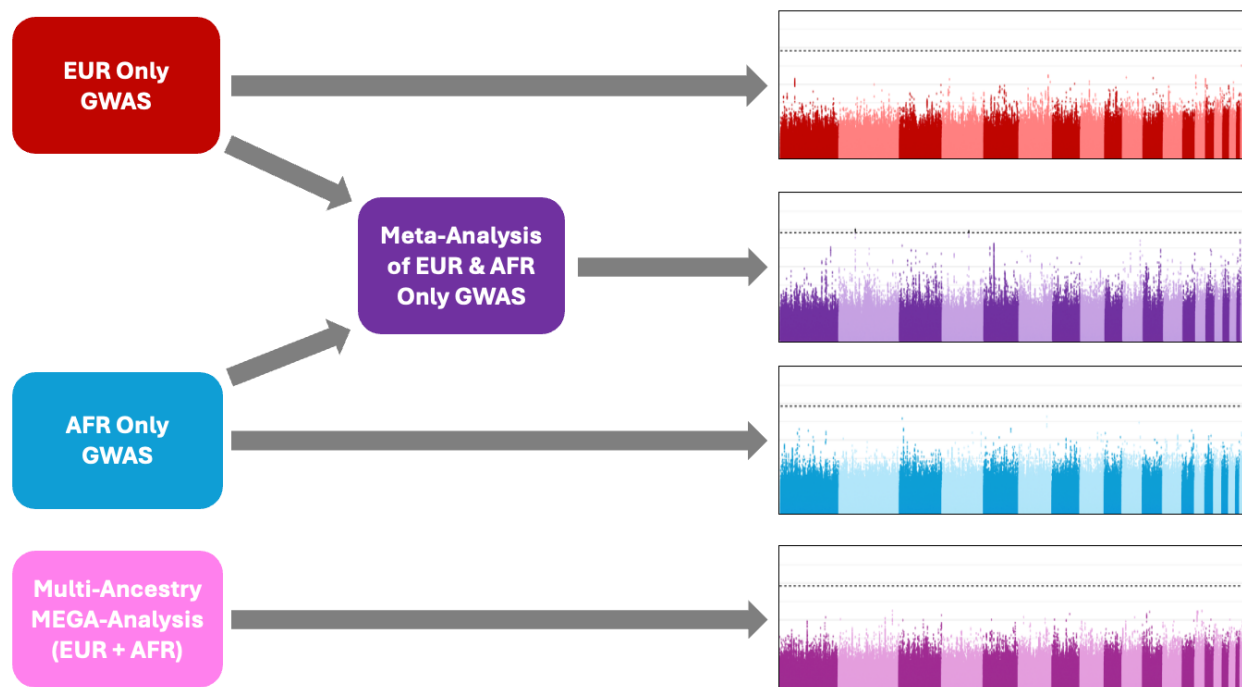 EUR Only
GWAS
Meta-Analysis
of EUR & AFR
Only GWAS
AFR Only
GWAS
Multi-Ancestry
MEGA-Analysis
(EUR + AFR)